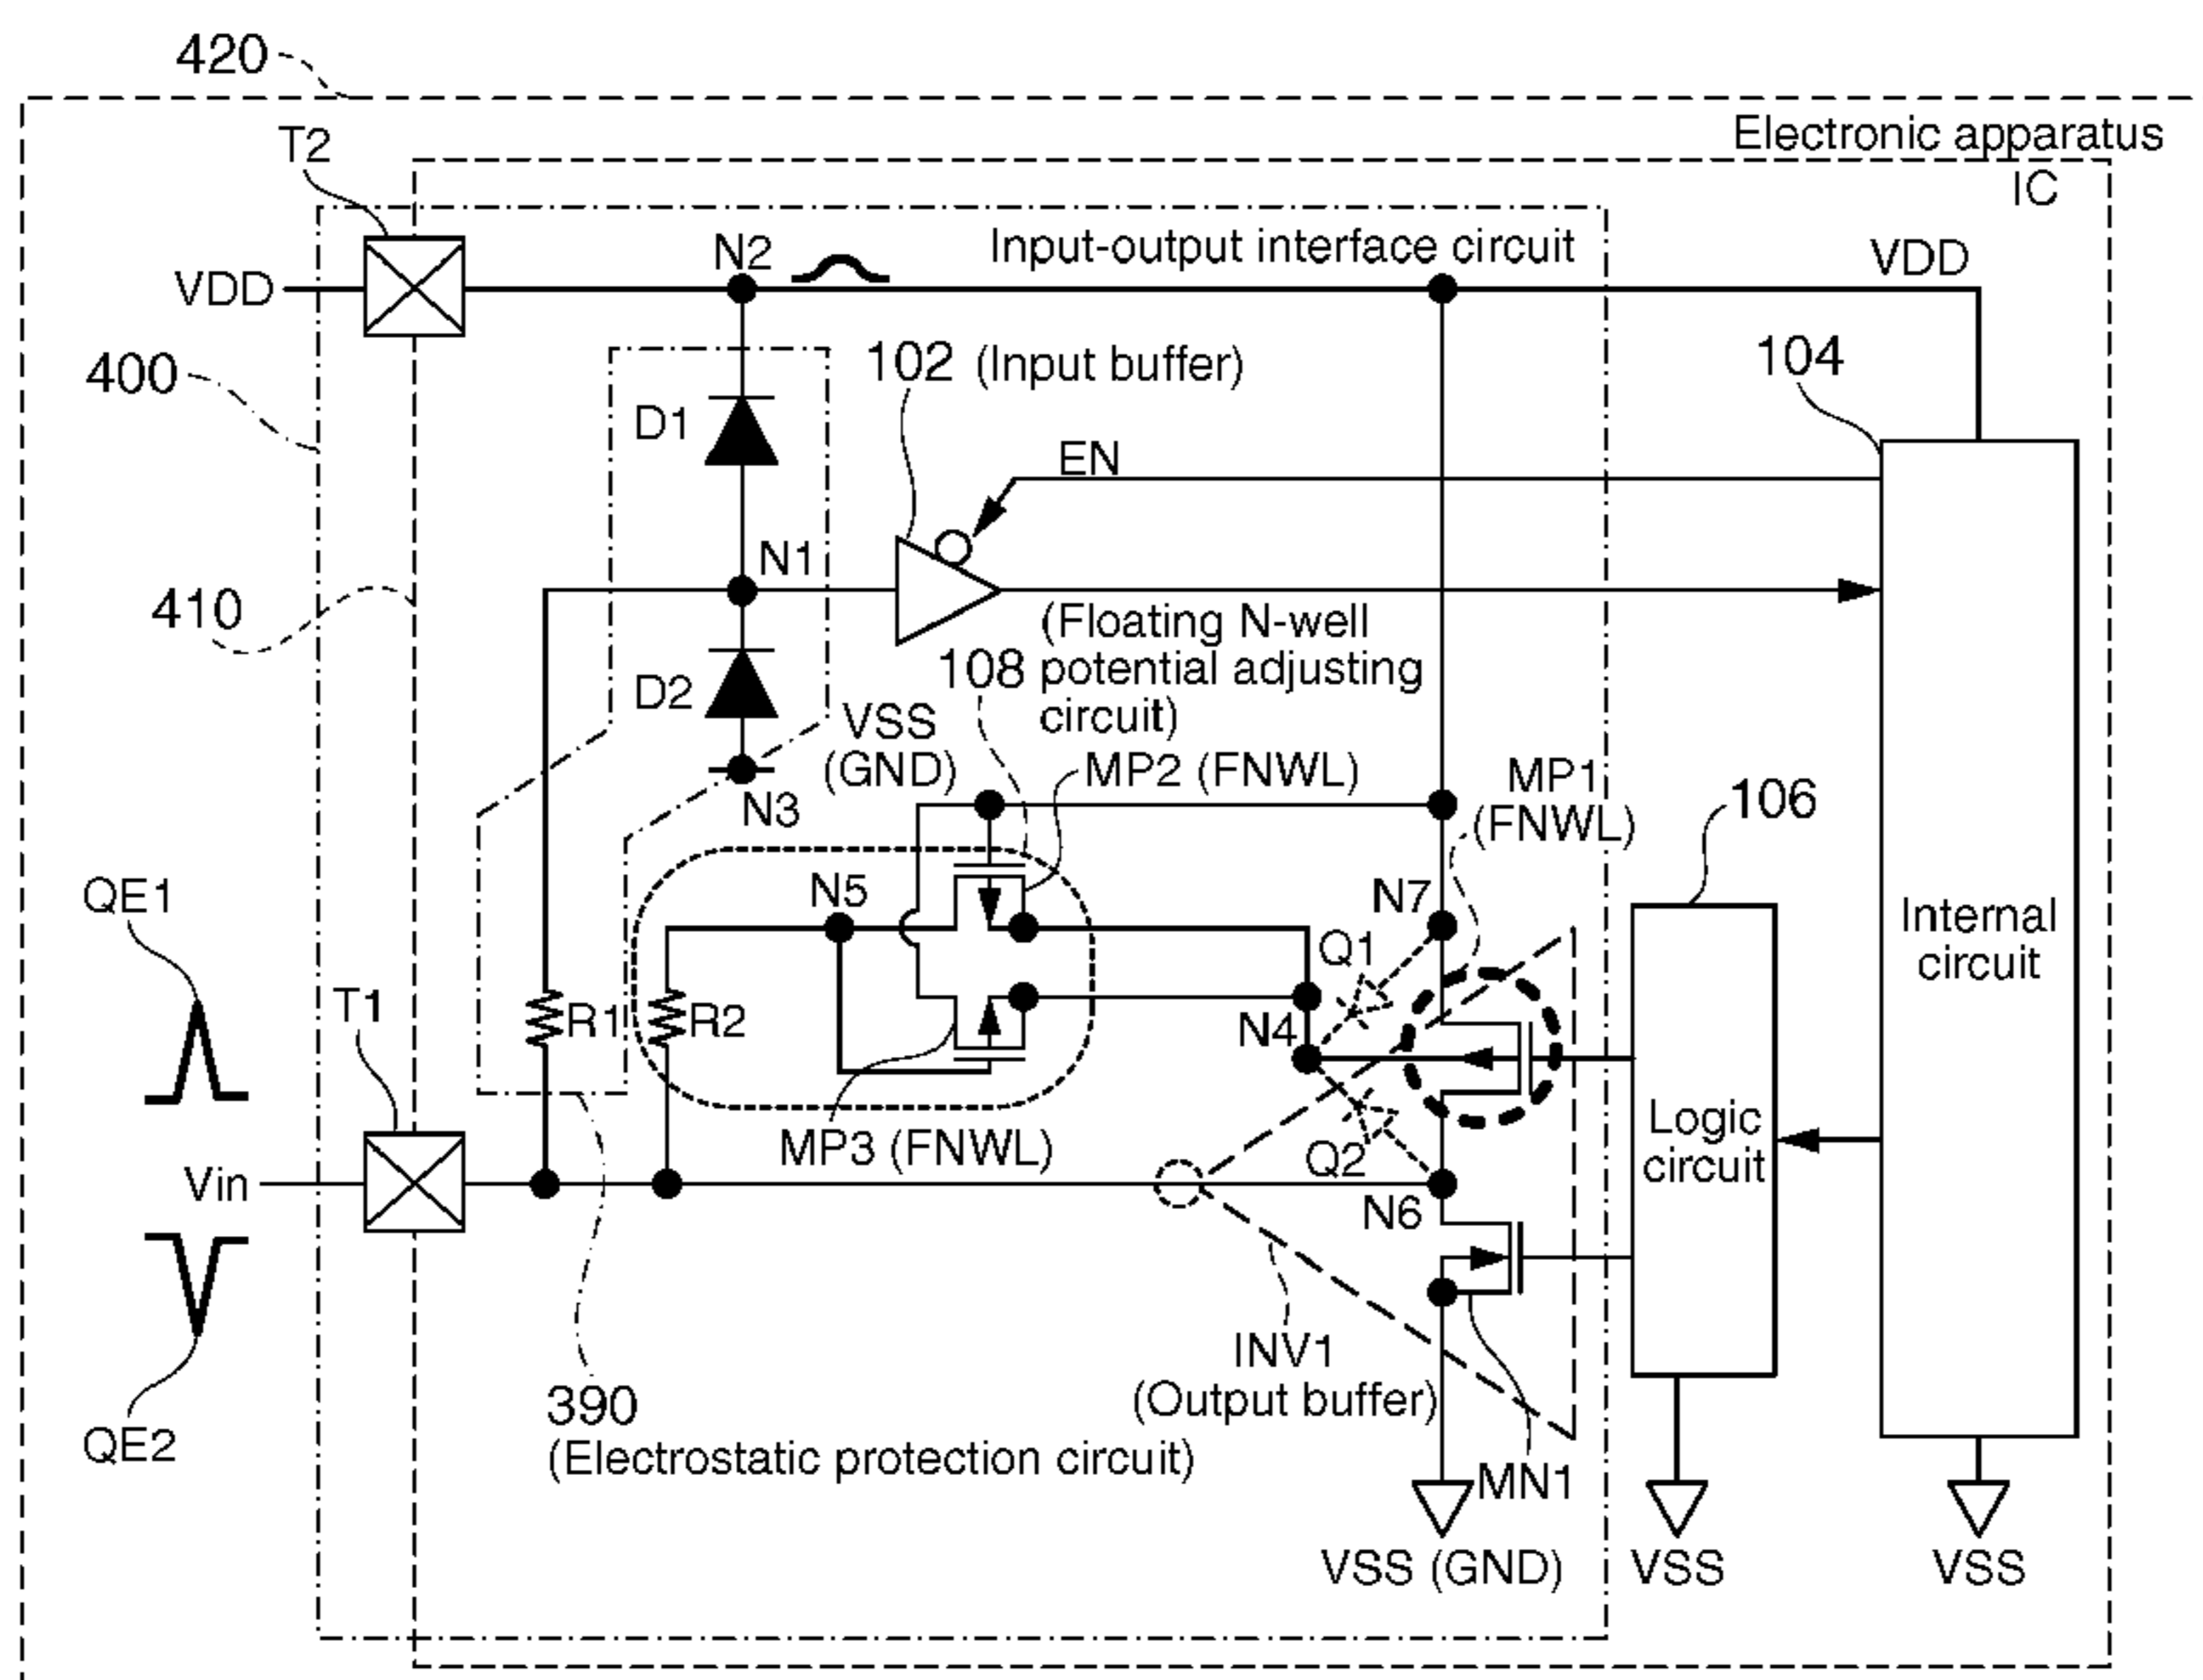 420
Electronic apparatus
T2
IC
Input-output interface circuit
N2
VDD
VDD
400
102 (Input buffer)
104
D1
EN
N1
410
(Floating N-well
108 potential adjusting
circuit)
D2
VSS
(GND)
MP2 (FNWL)
MP1
(FNWL)
106
N3
QE1
N5
N7
Internal
circuit
Q1
T1
R1
R2
N4
MP3 (FNWL)
Logic
circuit
Q2
Vin
N6
INV1
(Output buffer)
390
(Electrostatic protection circuit)
QE2
MN1
VSS (GND)
VSS
VSS